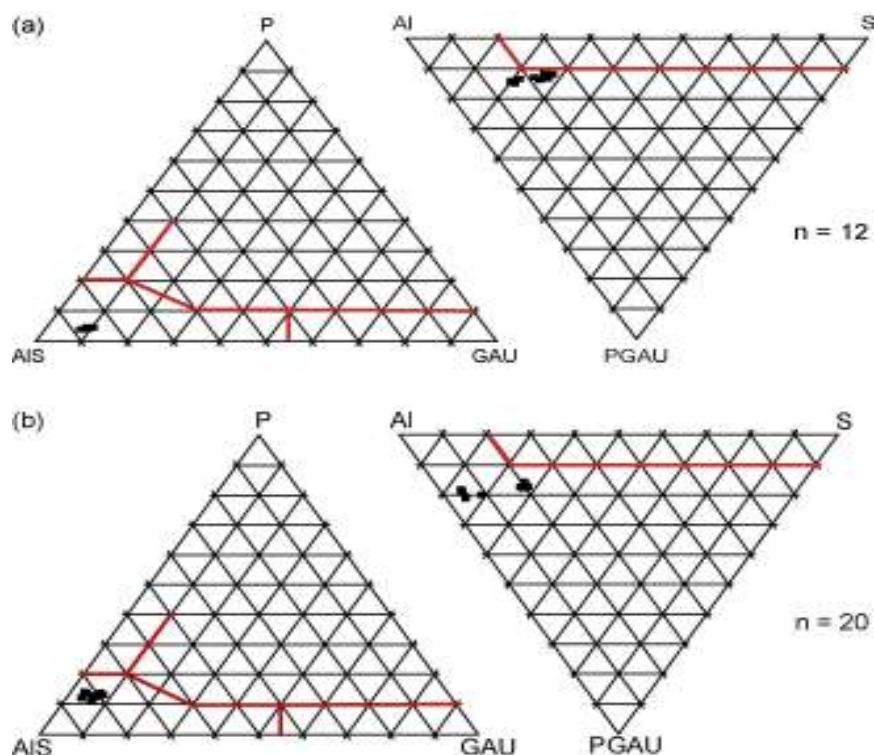 (a)
P
AlS
GAU
Al
S
PGAU
n = 12
(b)
P
AlS
GAU
Al
S
PGAU
n = 20